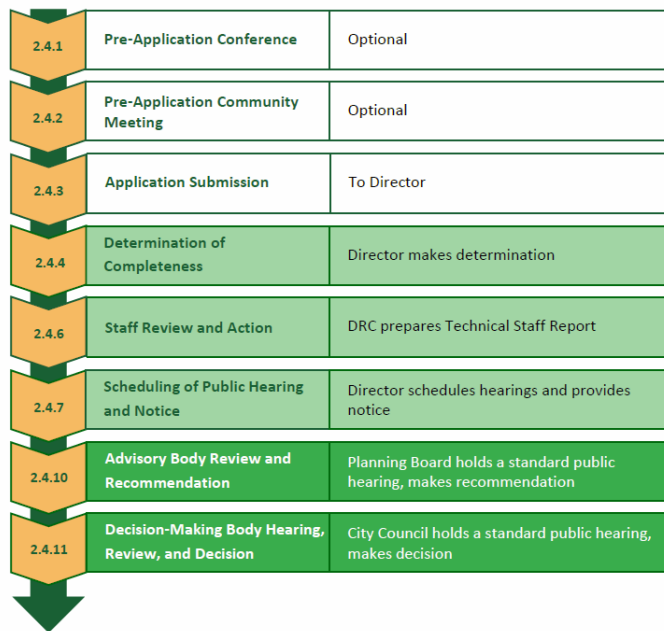 2.4.1
Pre-Application Conference
Optional
2.4.2
Pre-Application Community
Meeting
Optional
2.4.3
Application Submission
To Director
2.4.4
Determination of
Completeness
Director makes determination
2.4.6
Staff Review and Action
DRC prepares Technical Staff Report
2.4.7
Scheduling of Public Hearing
and Notice
Director schedules hearings and provides
notice
2.4.10
Advisory Body Review and
Recommendation
Planning Board holds a standard public
hearing, makes recommendation
2.4.11
Decision-Making Body Hearing,
Review, and Decision
City Council holds a standard public hearing,
makes decision